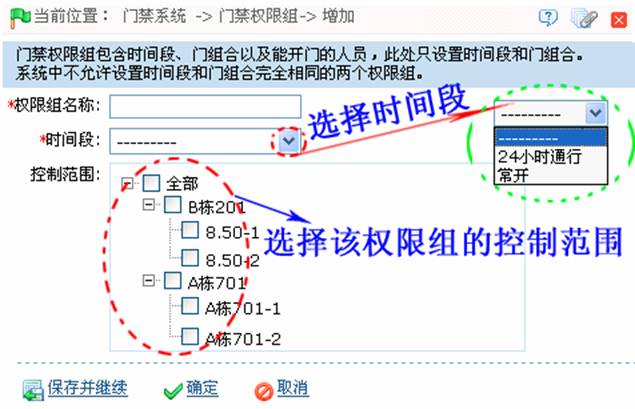 当前位置： 门禁系统 -> 门禁权限组-> 增加
门禁权限组包含时间段、门组合以及能开门的人员，此处只设置时间段和门组合。
系统中不允许设置时间段和门组合完全相同的两个权限组。
*权限组名称:
选择时间段
---------
*时间段:
---------
---------
24小时通行
常开
控制范围:
全部
B栋201
8.50-1
选择该权限组的控制范围
8.50-2
A栋701
A栋701-1
A栋701-2
保存并继续 确定 取消